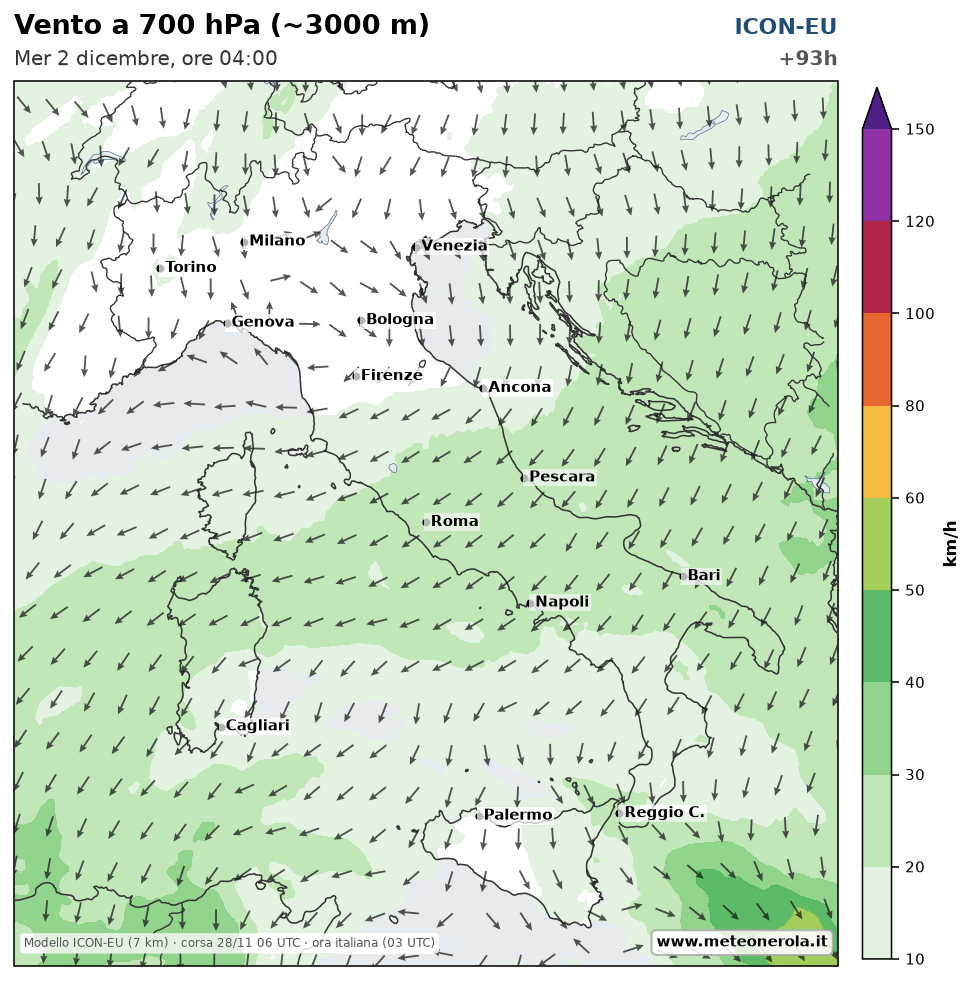 Vento a 700 hPa (~3000 m)
ICON-EU
Mer 2 dicembre, ore 04:00
+93h
150
120
100
80
60
50
40
30
20
10
km/h
Milano
Venezia
Torino
Genova
Bologna
Firenze
Ancona
Pescara
Roma
Bari
Napoli
Cagliari
Palermo
Reggio C.
Modello ICON-EU (7 km) · corsa 28/11 06 UTC · ora italiana (03 UTC)
www.meteonerola.it